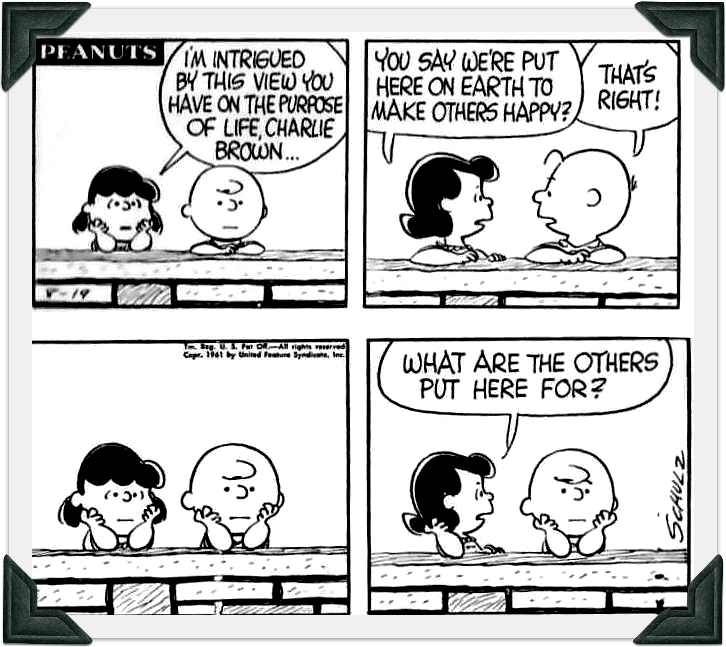 PEANUTS
I'M INTRIGUED
BY THIS VIEW YOU
HAVE ON THE PURPOSE
OF LIFE, CHARLIE
BROWN...
8-19
YOU SAY WE'RE PUT
HERE ON EARTH TO
MAKE OTHERS HAPPY?
THAT'S
RIGHT!
Tm. Reg. U. S. Pat Off.—All rights reserved
Copr. 1961 by United Feature Syndicate, Inc.
WHAT ARE THE OTHERS
PUT HERE FOR?
SCHULZ